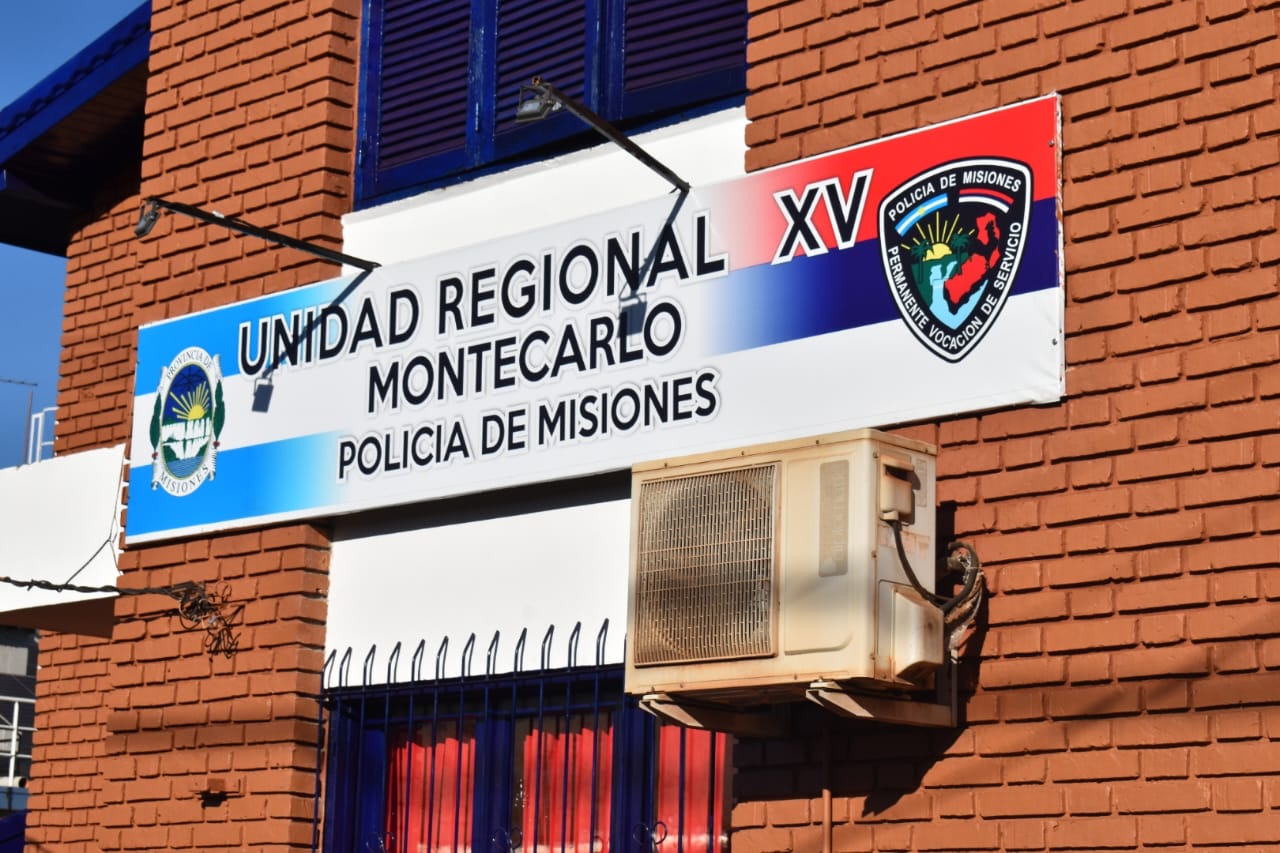 UNIDAD REGIONAL XV
MONTECARLO
POLICIA DE MISIONES
PROVINCIA DE
MISIONES
POLICIA DE MISIONES
PERMANENTE VOCACION DE SERVICIO